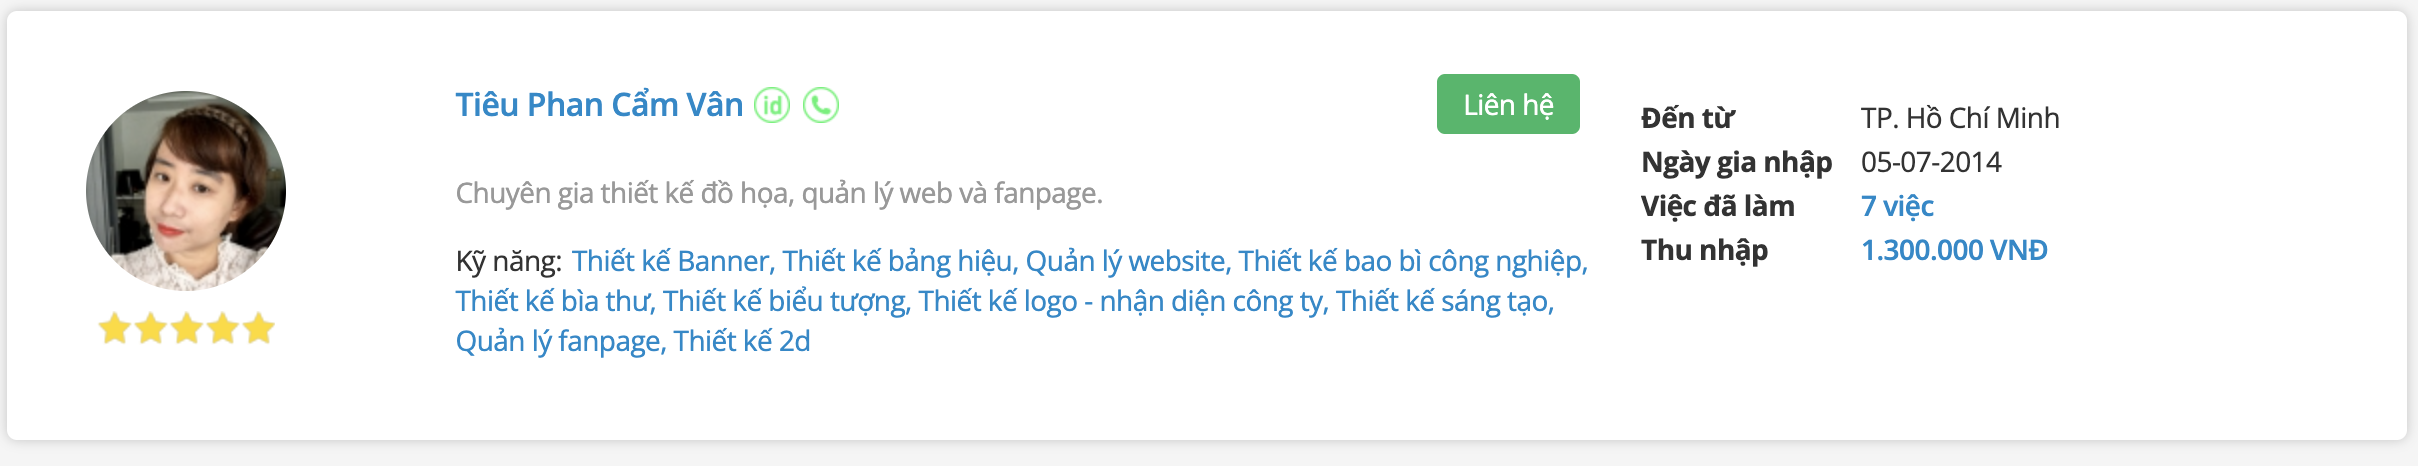 Tiêu Phan Cẩm Vân id
Liên hệ
Chuyên gia thiết kế đồ họa, quản lý web và fanpage.
Kỹ năng: Thiết kế Banner, Thiết kế bảng hiệu, Quản lý website, Thiết kế bao bì công nghiệp,
Thiết kế bìa thư, Thiết kế biểu tượng, Thiết kế logo - nhận diện công ty, Thiết kế sáng tạo,
Quản lý fanpage, Thiết kế 2d
Đến từ TP. Hồ Chí Minh
Ngày gia nhập 05-07-2014
Việc đã làm 7 việc
Thu nhập 1.300.000 VNĐ